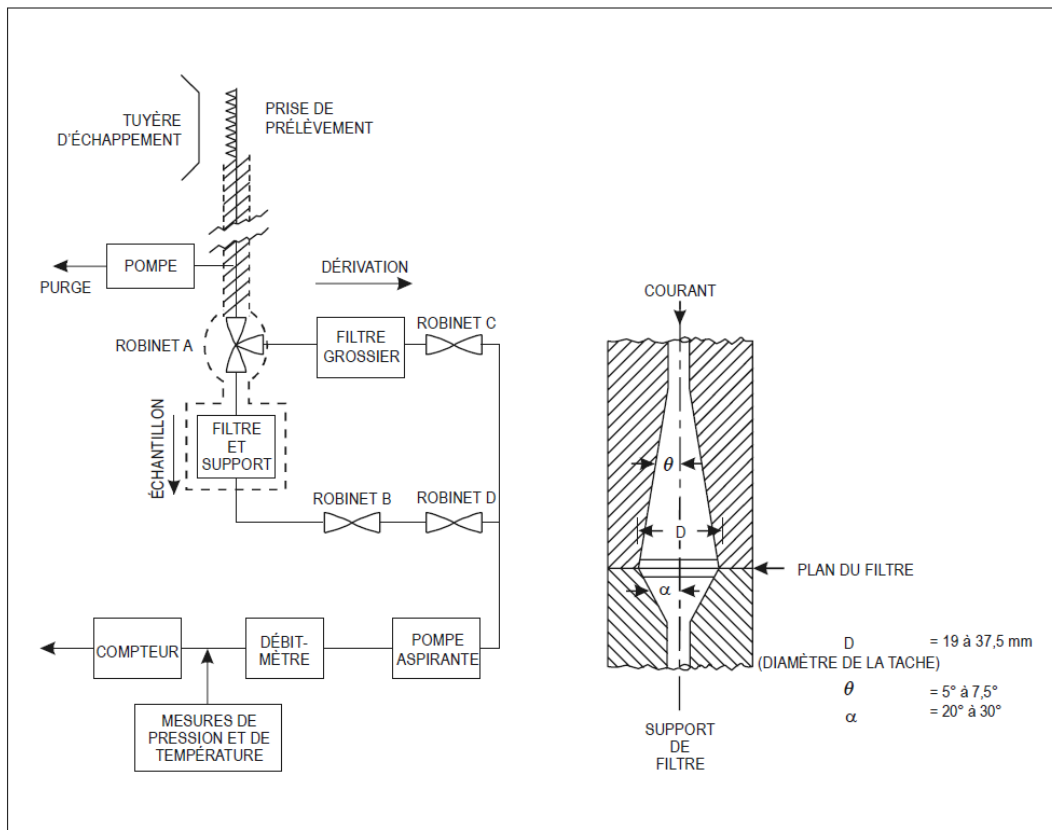 TUYÈRE
D'ÉCHAPPEMENT
PRISE DE
PRÉLÈVEMENT
POMPE
PURGE
DÉRIVATION
ROBINET A
FILTRE
GROSSIER
ROBINET C
ÉCHANTILLON
FILTRE
ET
SUPPORT
ROBINET B
ROBINET D
COMPTEUR
DÉBIT-
MÈTRE
POMPE
ASPIRANTE
MESURES DE
PRESSION ET DE
TEMPÉRATURE
COURANT
θ
D
PLAN DU FILTRE
α
SUPPORT
DE
FILTRE
D = 19 à 37,5 mm
(DIAMÈTRE DE LA TACHE)
θ = 5° à 7,5°
α = 20° à 30°